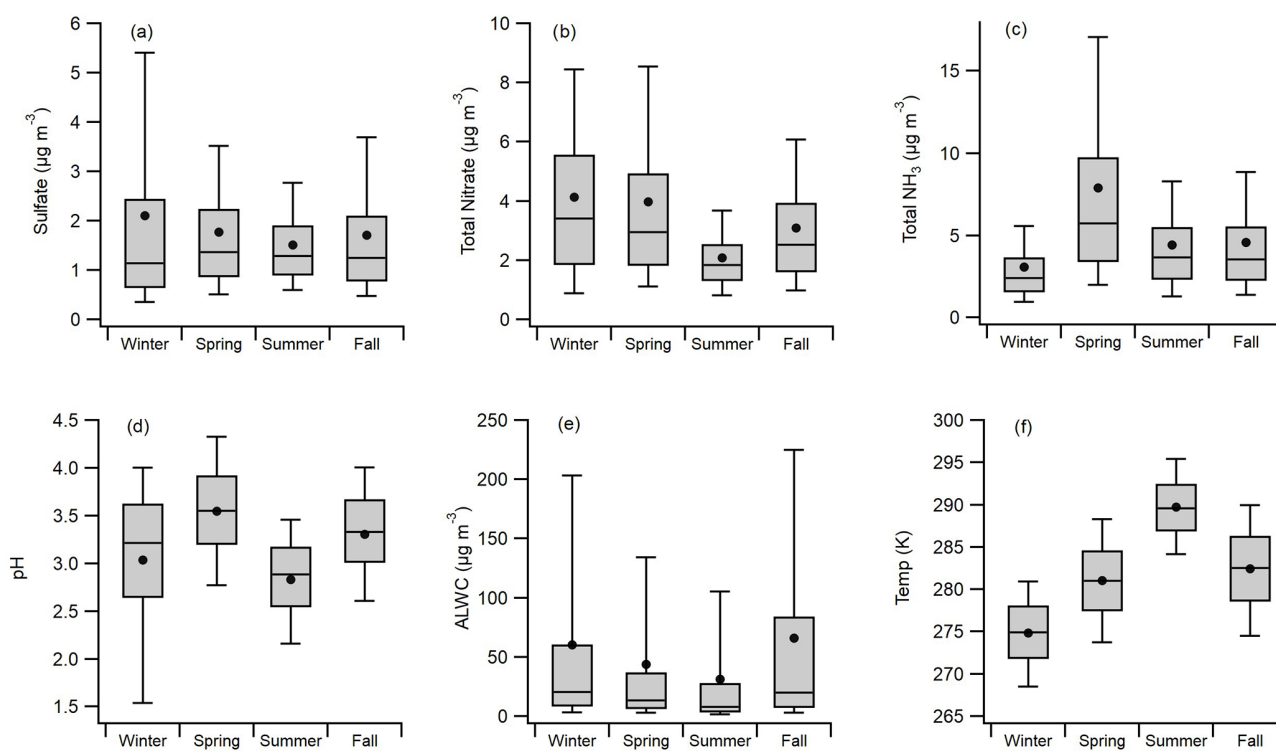 (a)
Sulfate (µg m-3)
6
5
4
3
2
1
0
Winter Spring Summer Fall
(b)
Total Nitrate (µg m-3)
10
8
6
4
2
0
Winter Spring Summer Fall
(c)
Total NH3 (µg m-3)
15
10
5
0
Winter Spring Summer Fall
(d)
pH
4.5
4.0
3.5
3.0
2.5
2.0
1.5
Winter Spring Summer Fall
(e)
ALWC (µg m-3)
250
200
150
100
50
0
Winter Spring Summer Fall
(f)
Temp (K)
300
295
290
285
280
275
270
265
Winter Spring Summer Fall